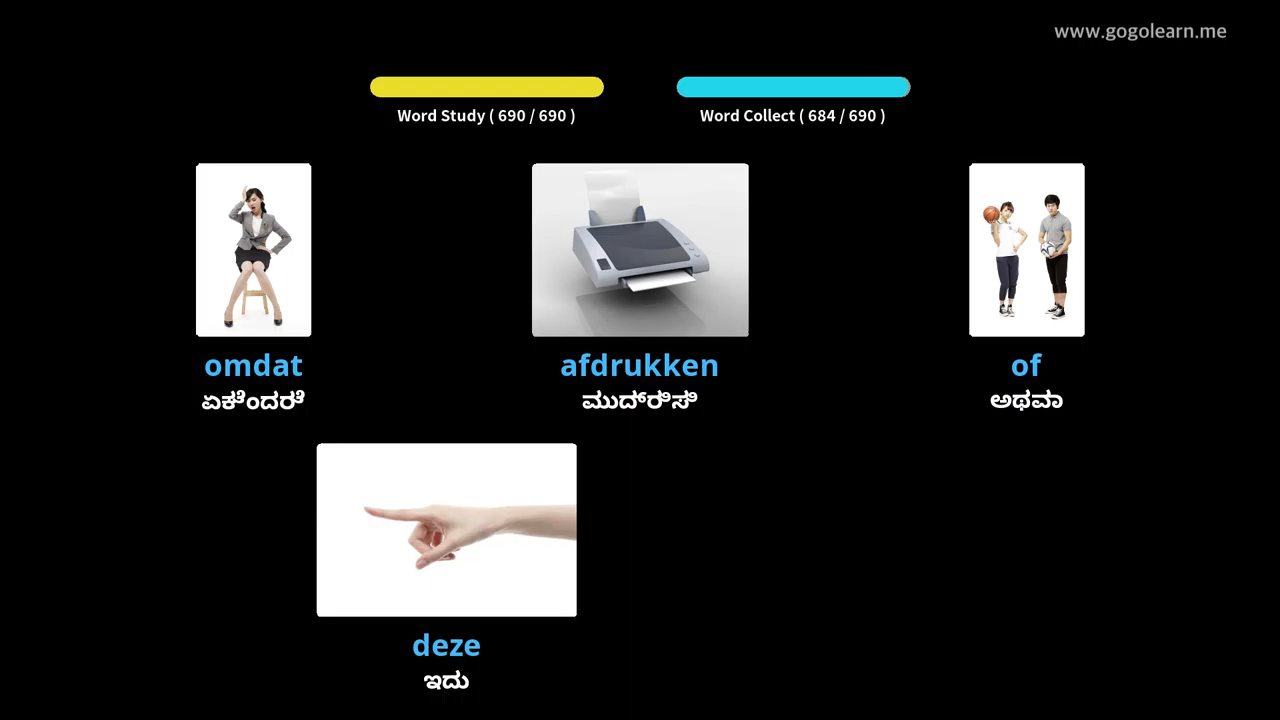 www.gogolearn.me
Word Study ( 690 / 690 )
Word Collect ( 684 / 690 )
omdat
ಏಕೆಂದರೆ
afdrukken
ಮುದ್ರಿಸಿ
of
ಅಥವಾ
deze
ಇದು